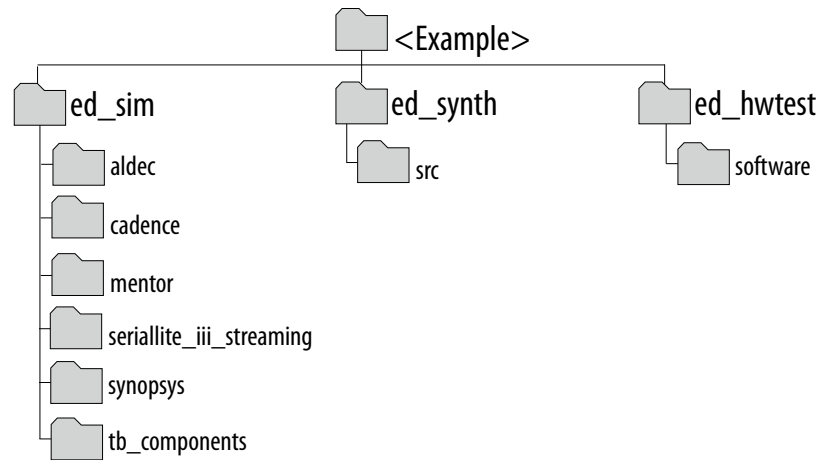 <Example>
ed_sim
ed_synth
ed_hwtest
aldec
src
software
cadence
mentor
seriallite_iii_streaming
synopsys
tb_components